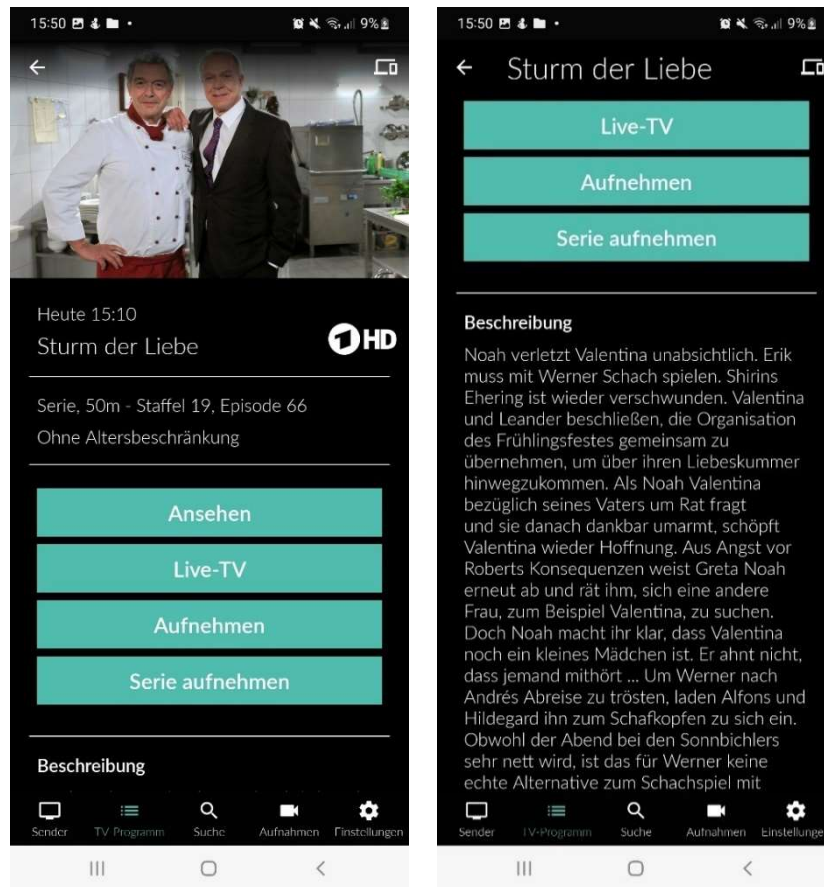 15:50
9%
Heute 15:10
Sturm der Liebe
1 HD
Serie, 50m - Staffel 19, Episode 66
Ohne Altersbeschränkung
Ansehen
Live-TV
Aufnehmen
Serie aufnehmen
Beschreibung
Sender
TV Programm
Suche
Aufnahmen
Einstellungen
15:50
9%
Sturm der Liebe
Live-TV
Aufnehmen
Serie aufnehmen
Beschreibung
Noah verletzt Valentina unabsichtlich. Erik
muss mit Werner Schach spielen. Shirins
Ehering ist wieder verschwunden. Valentina
und Leander beschließen, die Organisation
des Frühlingsfestes gemeinsam zu
übernehmen, um über ihren Liebeskummer
hinwegzukommen. Als Noah Valentina
bezüglich seines Vaters um Rat fragt
und sie danach dankbar umarmt, schöpft
Valentina wieder Hoffnung. Aus Angst vor
Roberts Konsequenzen weist Greta Noah
erneut ab und rät ihm, sich eine andere
Frau, zum Beispiel Valentina, zu suchen.
Doch Noah macht ihr klar, dass Valentina
noch ein kleines Mädchen ist. Er ahnt nicht,
dass jemand mithört ... Um Werner nach
Andrés Abreise zu trösten, laden Alfons und
Hildegard ihn zum Schafkopfen zu sich ein.
Obwohl der Abend bei den Sonnbichlers
sehr nett wird, ist das für Werner keine
echte Alternative zum Schachspiel mit
Sender
TV-Programm
Suche
Aufnahmen
Einstellunge